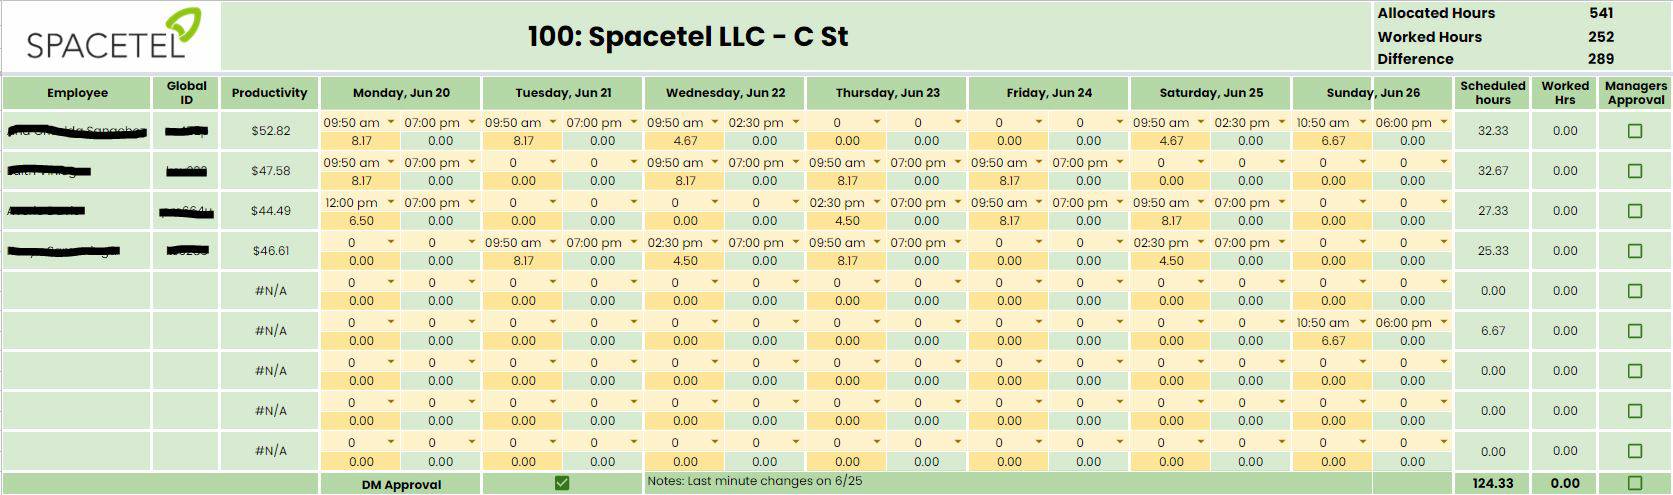 SPACETEL
100: Spacetel LLC - C St
Allocated Hours 541
Worked Hours 252
Difference 289
Employee Global ID Productivity Monday, Jun 20 Tuesday, Jun 21 Wednesday, Jun 22 Thursday, Jun 23 Friday, Jun 24 Saturday, Jun 25 Sunday, Jun 26 Scheduled hours Worked Hrs Managers Approval
09:50 am 07:00 pm 09:50 am 07:00 pm 09:50 am 02:30 pm 0 0 0 0 09:50 am 02:30 pm 10:50 am 06:00 pm
$52.82 32.33 0.00
8.17 0.00 8.17 0.00 4.67 0.00 0.00 0.00 0.00 0.00 4.67 0.00 6.67 0.00
09:50 am 07:00 pm 0 0 09:50 am 07:00 pm 09:50 am 07:00 pm 09:50 am 07:00 pm 0 0 0 0
$47.58 32.67 0.00
8.17 0.00 0.00 0.00 8.17 0.00 8.17 0.00 8.17 0.00 0.00 0.00 0.00 0.00
12:00 pm 07:00 pm 0 0 0 0 02:30 pm 07:00 pm 09:50 am 07:00 pm 09:50 am 07:00 pm 0 0
$44.49 27.33 0.00
6.50 0.00 0.00 0.00 0.00 0.00 4.50 0.00 8.17 0.00 8.17 0.00 0.00 0.00
0 0 09:50 am 07:00 pm 02:30 pm 07:00 pm 09:50 am 07:00 pm 0 0 02:30 pm 07:00 pm 0 0
$46.61 25.33 0.00
0.00 0.00 8.17 0.00 4.50 0.00 8.17 0.00 0.00 0.00 4.50 0.00 0.00 0.00
0 0 0 0 0 0 0 0 0 0 0 0 0 0
#N/A 0.00 0.00
0.00 0.00 0.00 0.00 0.00 0.00 0.00 0.00 0.00 0.00 0.00 0.00 0.00 0.00
0 0 0 0 0 0 0 0 0 0 0 0 10:50 am 06:00 pm
#N/A 6.67 0.00
0.00 0.00 0.00 0.00 0.00 0.00 0.00 0.00 0.00 0.00 0.00 0.00 6.67 0.00
0 0 0 0 0 0 0 0 0 0 0 0 0 0
#N/A 0.00 0.00
0.00 0.00 0.00 0.00 0.00 0.00 0.00 0.00 0.00 0.00 0.00 0.00 0.00 0.00
0 0 0 0 0 0 0 0 0 0 0 0 0 0
#N/A 0.00 0.00
0.00 0.00 0.00 0.00 0.00 0.00 0.00 0.00 0.00 0.00 0.00 0.00 0.00 0.00
0 0 0 0 0 0 0 0 0 0 0 0 0 0
#N/A 0.00 0.00
0.00 0.00 0.00 0.00 0.00 0.00 0.00 0.00 0.00 0.00 0.00 0.00 0.00 0.00
DM Approval Notes: Last minute changes on 6/25 124.33 0.00